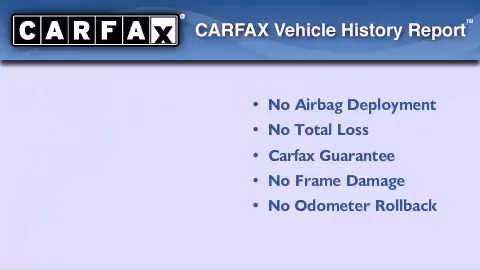 CARFAX® CARFAX Vehicle History Report™
• No Airbag Deployment
• No Total Loss
• Carfax Guarantee
• No Frame Damage
• No Odometer Rollback